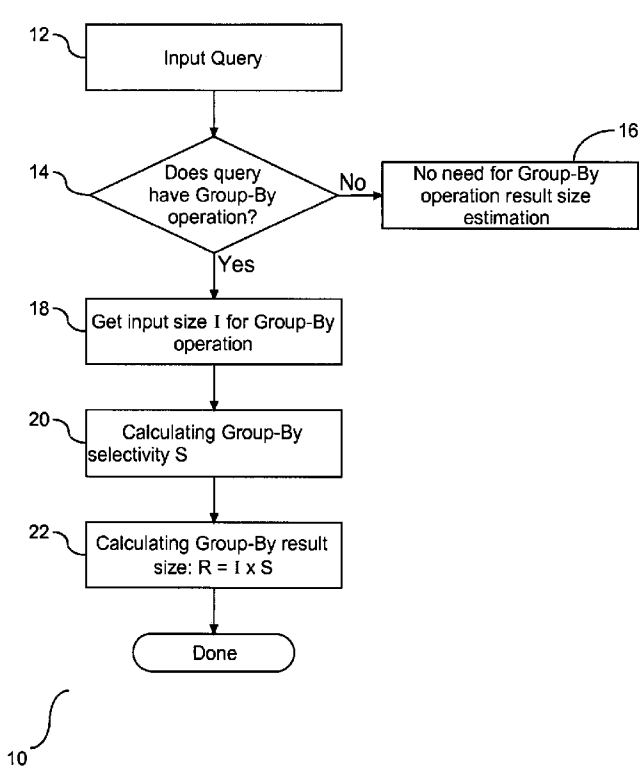 12
Input Query
16
14
Does query
have Group-By
operation?
No
No need for Group-By
operation result size
estimation
Yes
18
Get input size I for Group-By
operation
20
Calculating Group-By
selectivity S
22
Calculating Group-By result
size: R = I x S
Done
10